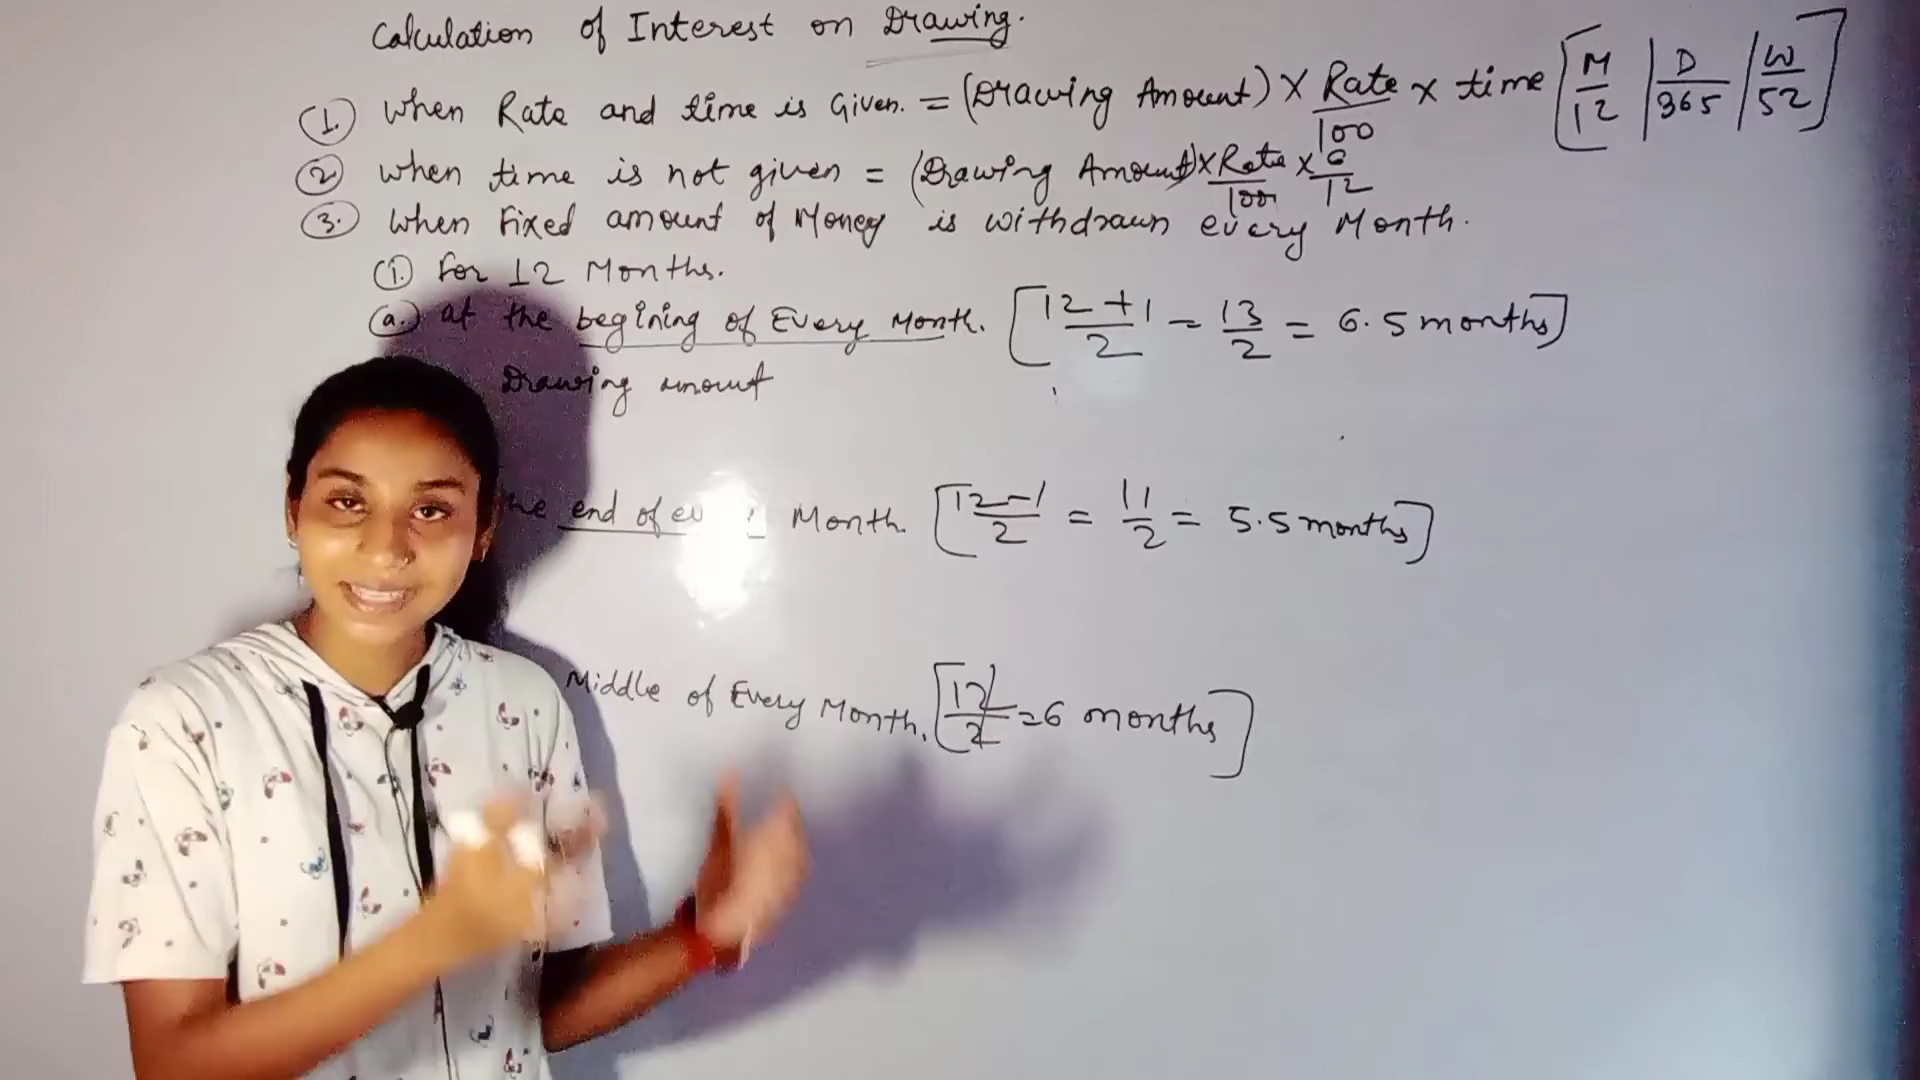 Calculation of Interest on Drawing.
1. When Rate and time is Given. = (Drawing Amount) × Rate/100 × time [M/12 | D/365 | W/52]
2 When time is not given = (Drawing Amount) × Rate/100 × 6/12
3. When Fixed amount of Money is withdrawn every Month.
1. For 12 Months.
a. at the begining of Every Month. [12+1/2 = 13/2 = 6.5 months]
Drawing amount
end of Month. [12-1/2 = 11/2 = 5.5 months]
Middle of Every Month. [12/2 = 6 months]